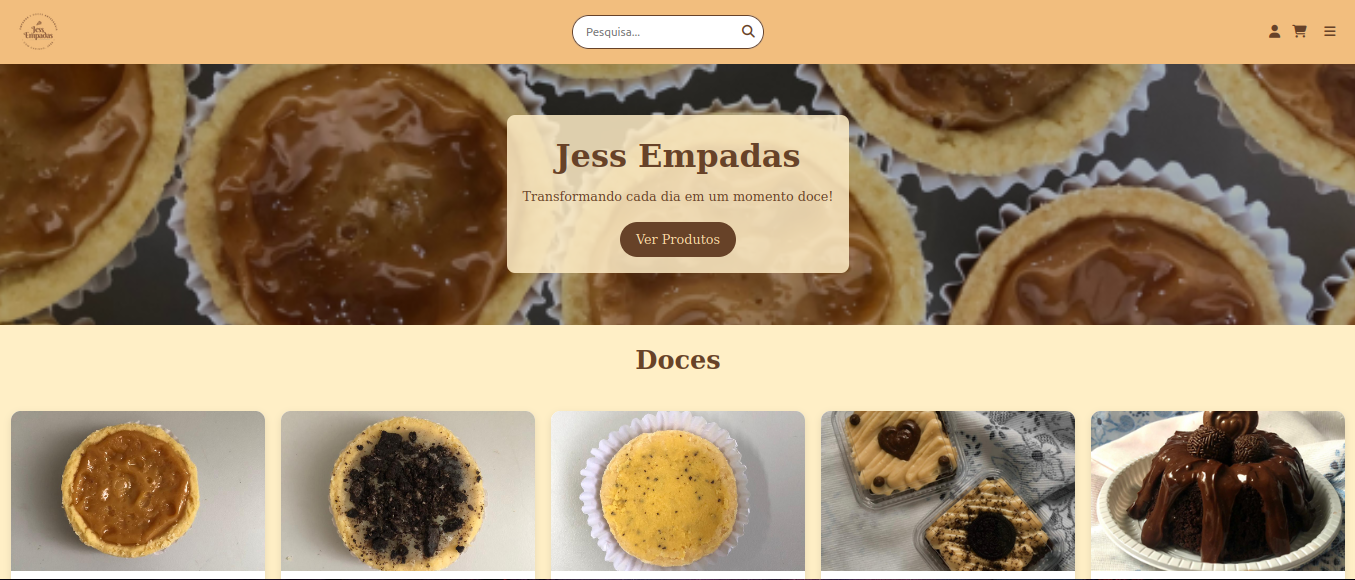 Jess
Empadas
Pesquisa...
Jess Empadas
Transformando cada dia em um momento doce!
Ver Produtos
Doces